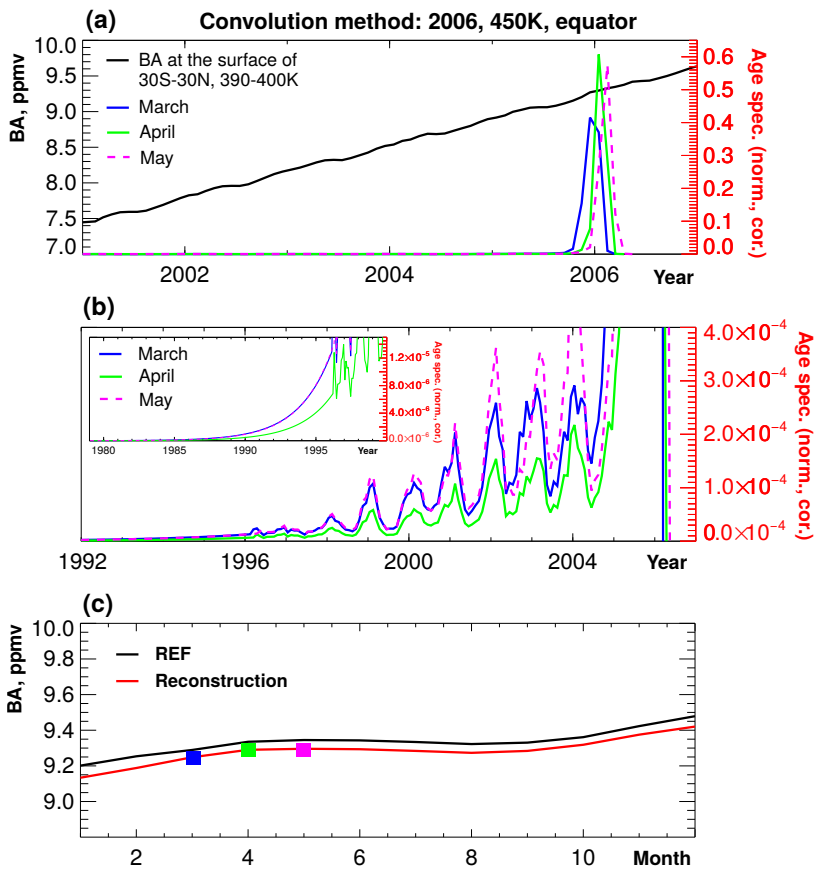 (a)
Convolution method: 2006, 450K, equator
BA, ppmv
10.0
9.5
9.0
8.5
8.0
7.5
7.0
BA at the surface of
30S-30N, 390-400K
March
April
May
0.6
0.5
0.4
0.3
0.2
0.1
0.0
Age spec. (norm., cor.)
2002
2004
2006
Year
(b)
March
April
May
1.2×10⁻⁵
8.0×10⁻⁶
4.0×10⁻⁶
0.0×10⁻⁶
Age spec. (norm., cor.)
1980
1985
1990
1995
Year
4.0×10⁻⁴
3.0×10⁻⁴
2.0×10⁻⁴
1.0×10⁻⁴
0.0×10⁻⁴
Age spec. (norm., cor.)
1992
1996
2000
2004
Year
(c)
BA, ppmv
10.0
9.8
9.6
9.4
9.2
9.0
REF
Reconstruction
2
4
6
8
10
Month